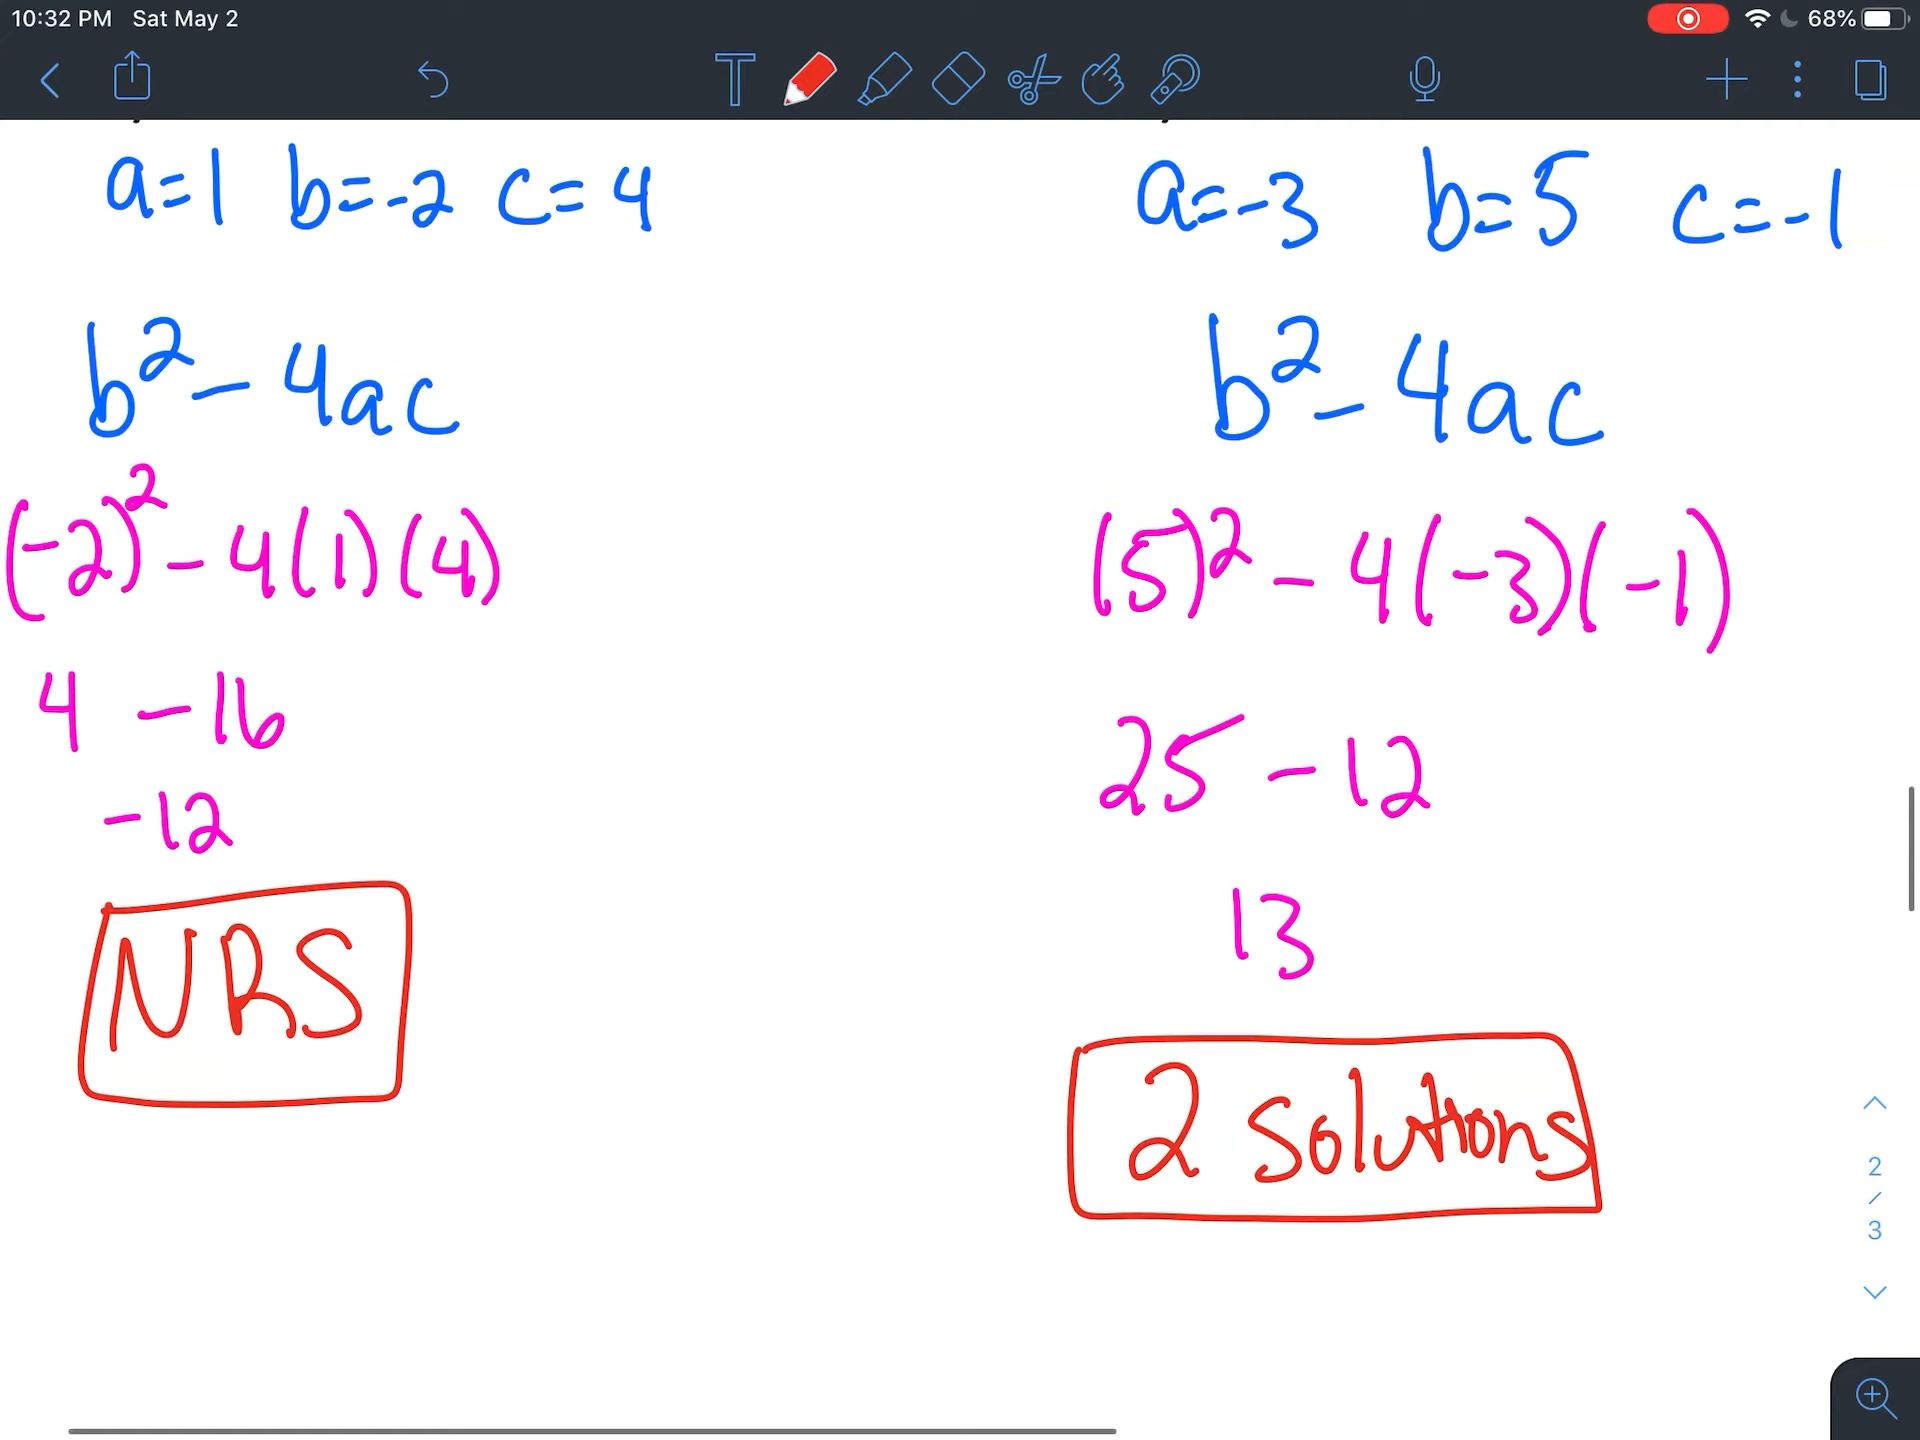 10:32 PM Sat May 2
68%
a=1 b=-2 c=4
b² - 4ac
(-2)² - 4(1)(4)
4 - 16
-12
NRS
a=-3 b=5 c=-1
b² - 4ac
(5)² - 4(-3)(-1)
25 - 12
13
2 solutions
2
/
3